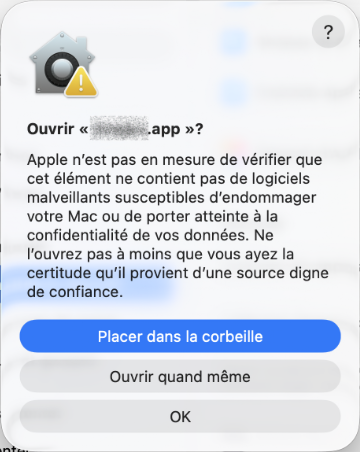 ?
Ouvrir « .app »?
Apple n’est pas en mesure de vérifier que
cet élément ne contient pas de logiciels
malveillants susceptibles d’endommager
votre Mac ou de porter atteinte à la
confidentialité de vos données. Ne
l’ouvrez pas à moins que vous ayez la
certitude qu’il provient d’une source digne
de confiance.
Placer dans la corbeille
Ouvrir quand même
OK